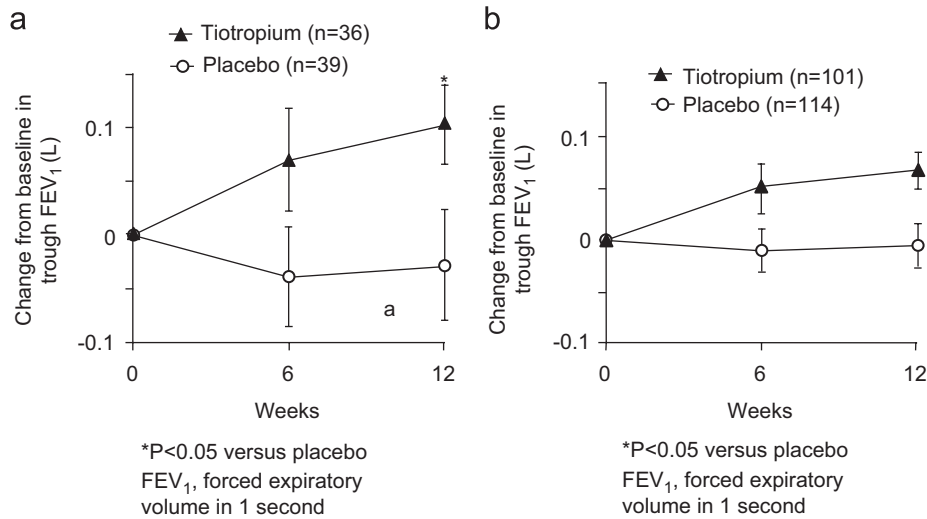 a
Tiotropium (n=36)
Placebo (n=39)
*
0.1
0
-0.1
Change from baseline in
trough FEV₁ (L)
a
0
6
12
Weeks
*P<0.05 versus placebo
FEV₁, forced expiratory
volume in 1 second
b
Tiotropium (n=101)
Placebo (n=114)
0.1
0
-0.1
Change from baseline in
trough FEV₁ (L)
0
6
12
Weeks
*P<0.05 versus placebo
FEV₁, forced expiratory
volume in 1 second